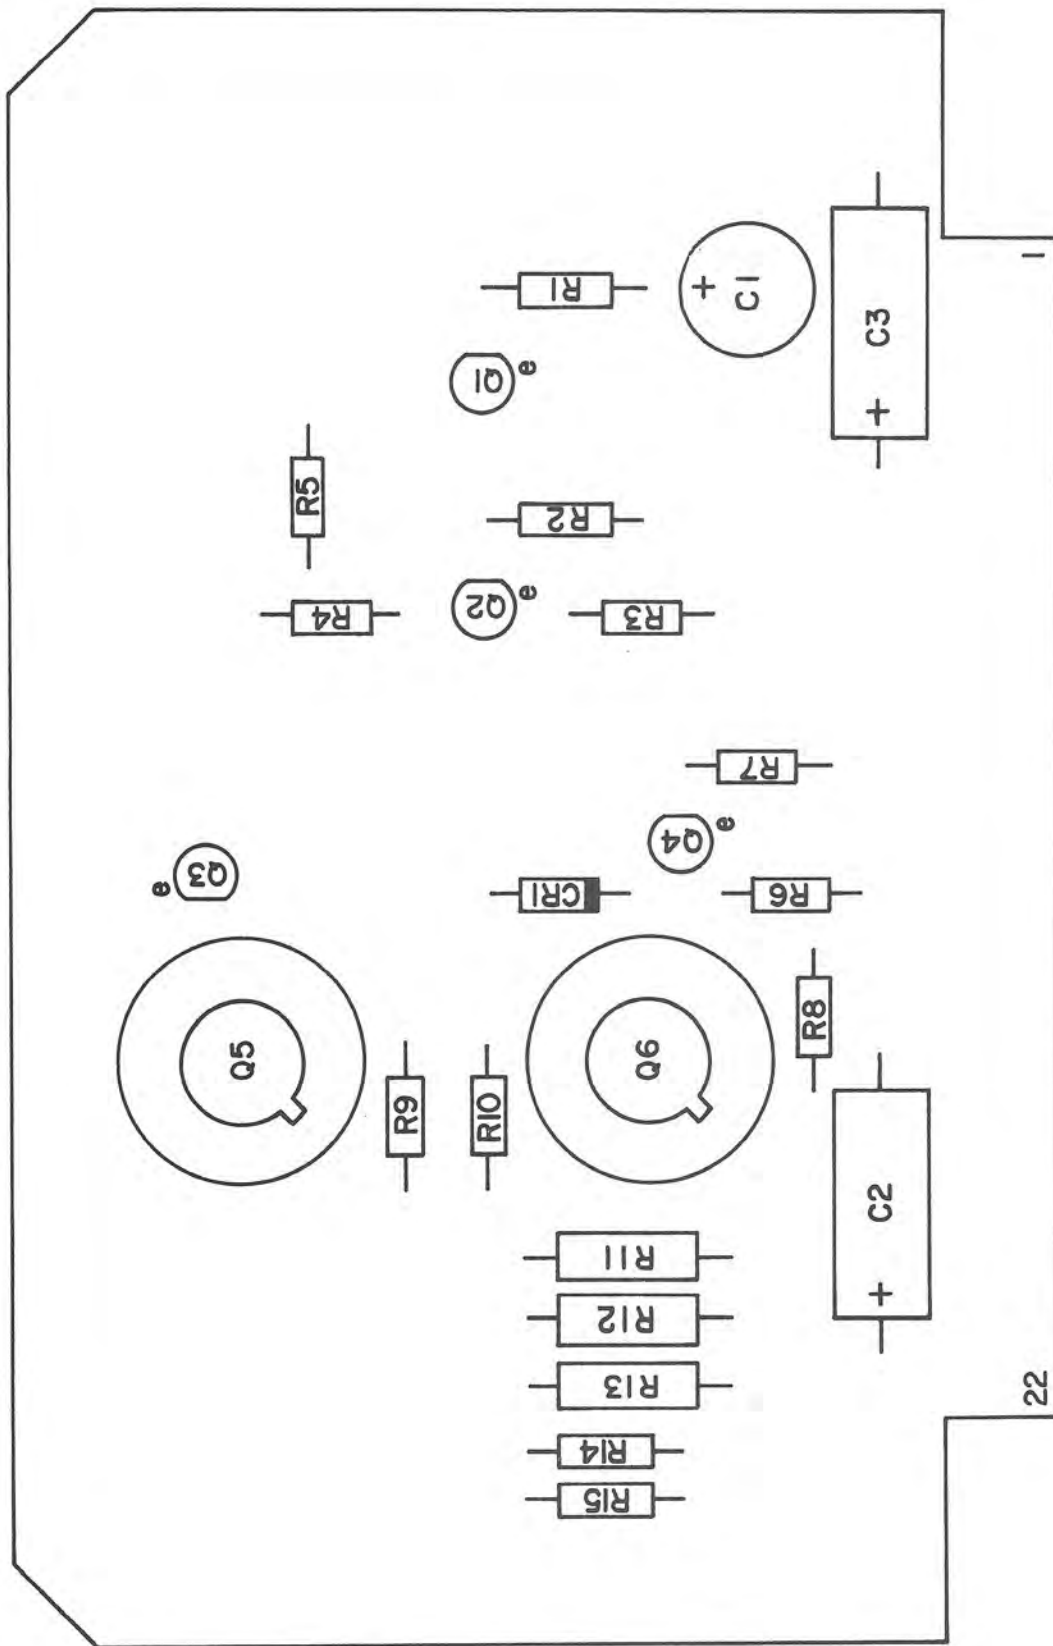 1
C3
+
C1
+
R1
Q1
e
R5
R2
R4
Q2
e
R3
R7
Q4
e
Q3
e
CR1
R6
R8
Q5
Q6
R9
R10
C2
+
R11
R12
R13
R14
R15
22